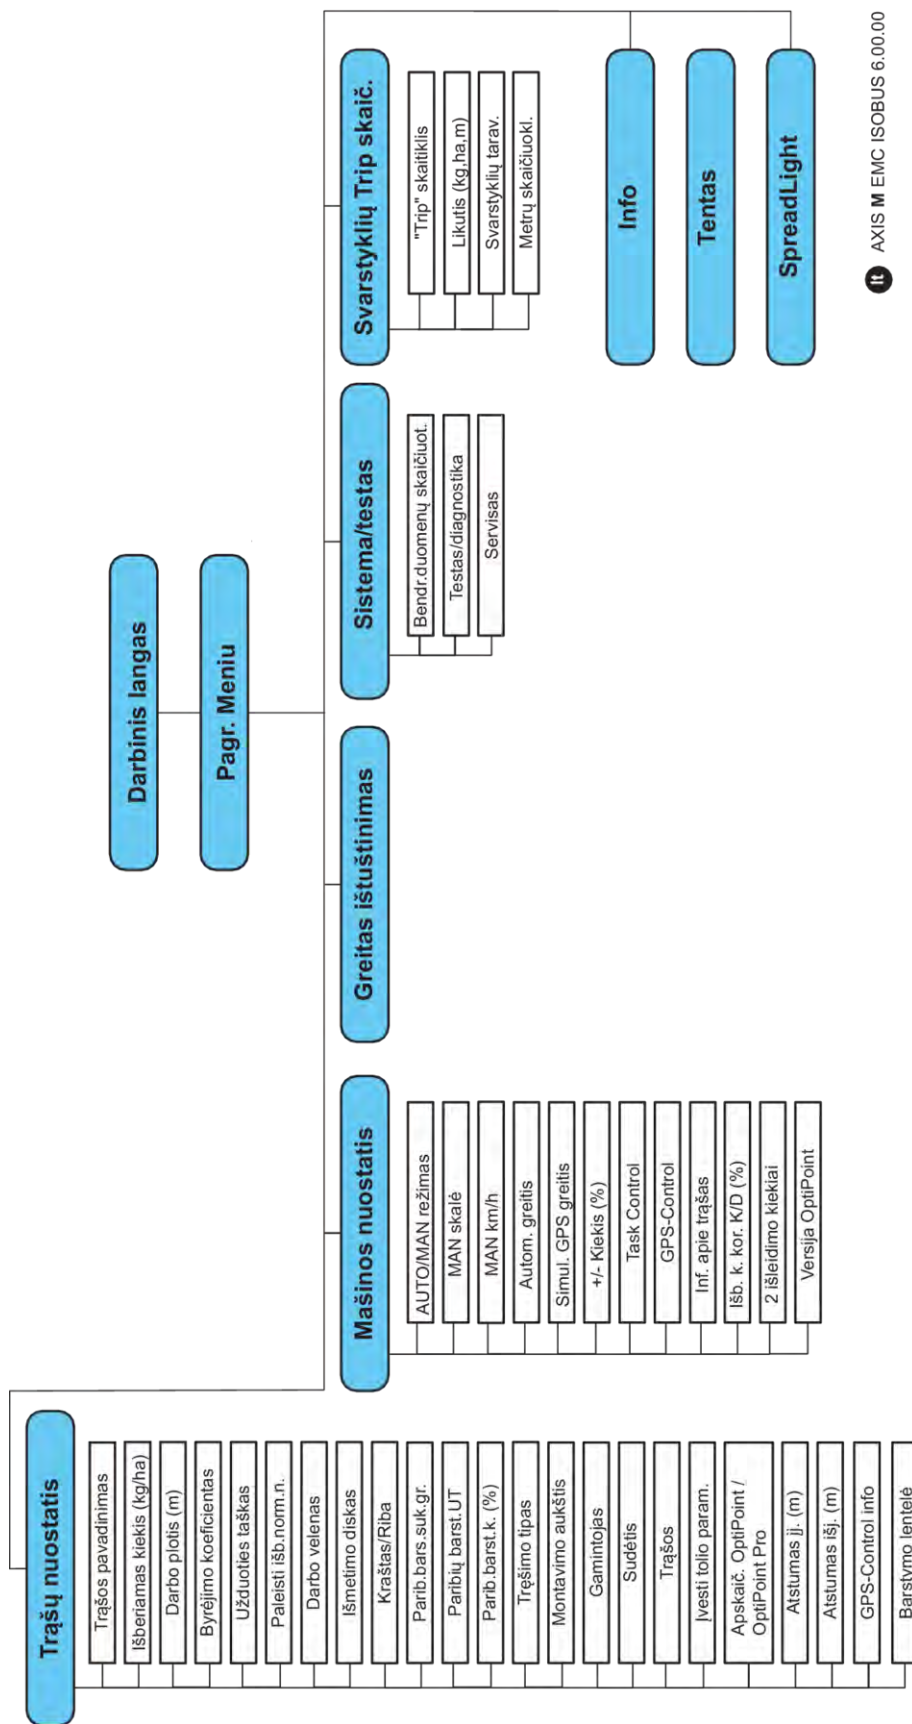 Darbinis langas
Pagr. Meniu
Trąšų nuostatis
Trąšos pavadinimas
Išberiamas kiekis (kg/ha)
Darbo plotis (m)
Byrėjimo koeficientas
Užduoties taškas
Paleisti išb.norm.n.
Darbo velenas
Išmetimo diskas
Kraštas/Riba
Parib.bars.suk.gr.
Paribių barst.UT
Parib.barst.k. (%)
Tręšimo tipas
Montavimo aukštis
Gamintojas
Sudėtis
Trąšos
Įvesti tolio param.
Apskaič. OptiPoint /
OptiPoint Pro
Atstumas įj. (m)
Atstumas išj. (m)
GPS-Control info
Barstymo lentelė
Mašinos nuostatis
AUTO/MAN režimas
MAN skalė
MAN km/h
Autom. greitis
Simul. GPS greitis
+/- Kiekis (%)
Task Control
GPS-Control
Inf. apie trąšas
Išb. k. kor. K/D (%)
2 išleidimo kiekiai
Versija OptiPoint
Greitas ištuštinimas
Sistema/testas
Bendr.duomenų skaičiuot.
Testas/diagnostika
Servisas
Svarstyklių Trip skaič.
"Trip" skaitiklis
Likutis (kg,ha,m)
Svarstyklių tarav.
Metrų skaičiuokl.
Info
Tentas
SpreadLight
lt AXIS M EMC ISOBUS 6.00.00